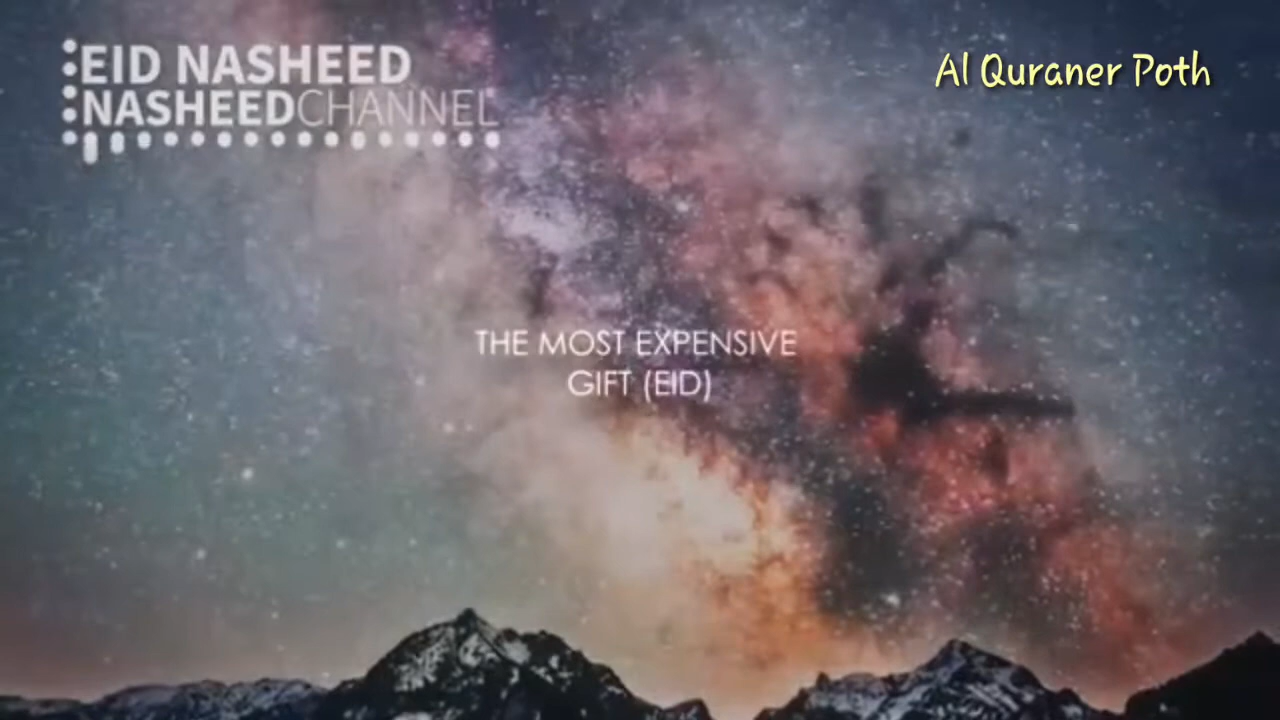 EID NASHEED
NASHEEDCHANNEL
Al Quraner Poth
THE MOST EXPENSIVE
GIFT (EID)